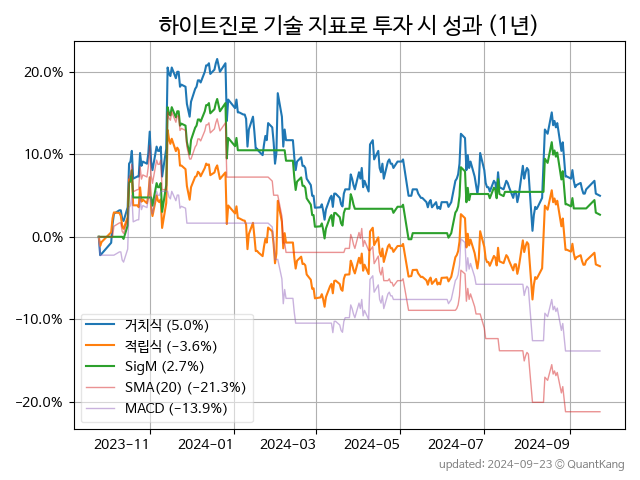 하이트진로 기술 지표로 투자 시 성과 (1년)
20.0%
10.0%
0.0%
−10.0%
−20.0%
거치식 (5.0%)
적립식 (−3.6%)
SigM (2.7%)
SMA(20) (−21.3%)
MACD (−13.9%)
2023-11 2024-01 2024-03 2024-05 2024-07 2024-09
updated: 2024-09-23 © QuantKang